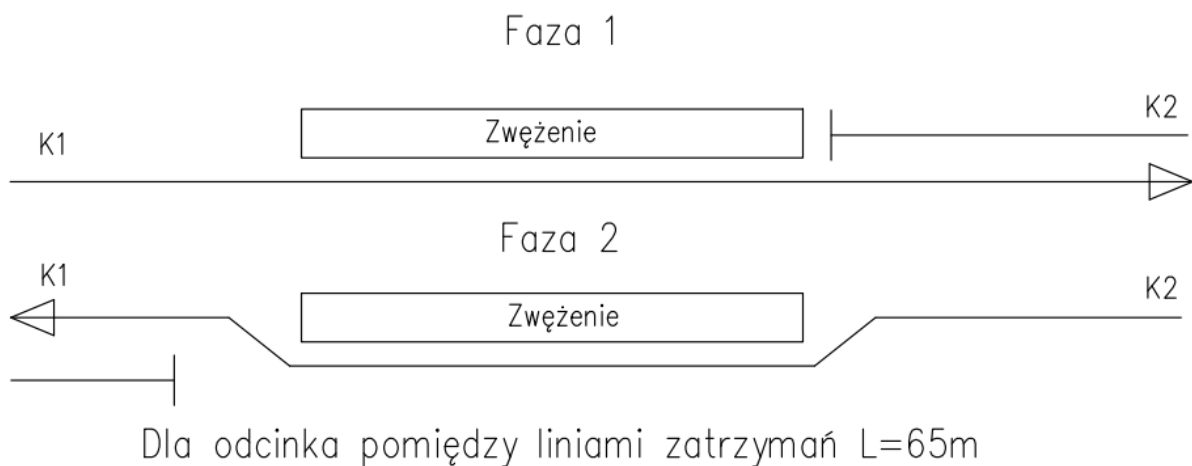 Faza 1
K1
Zwężenie
K2
Faza 2
K1
Zwężenie
K2
Dla odcinka pomiędzy liniami zatrzymań L=65m